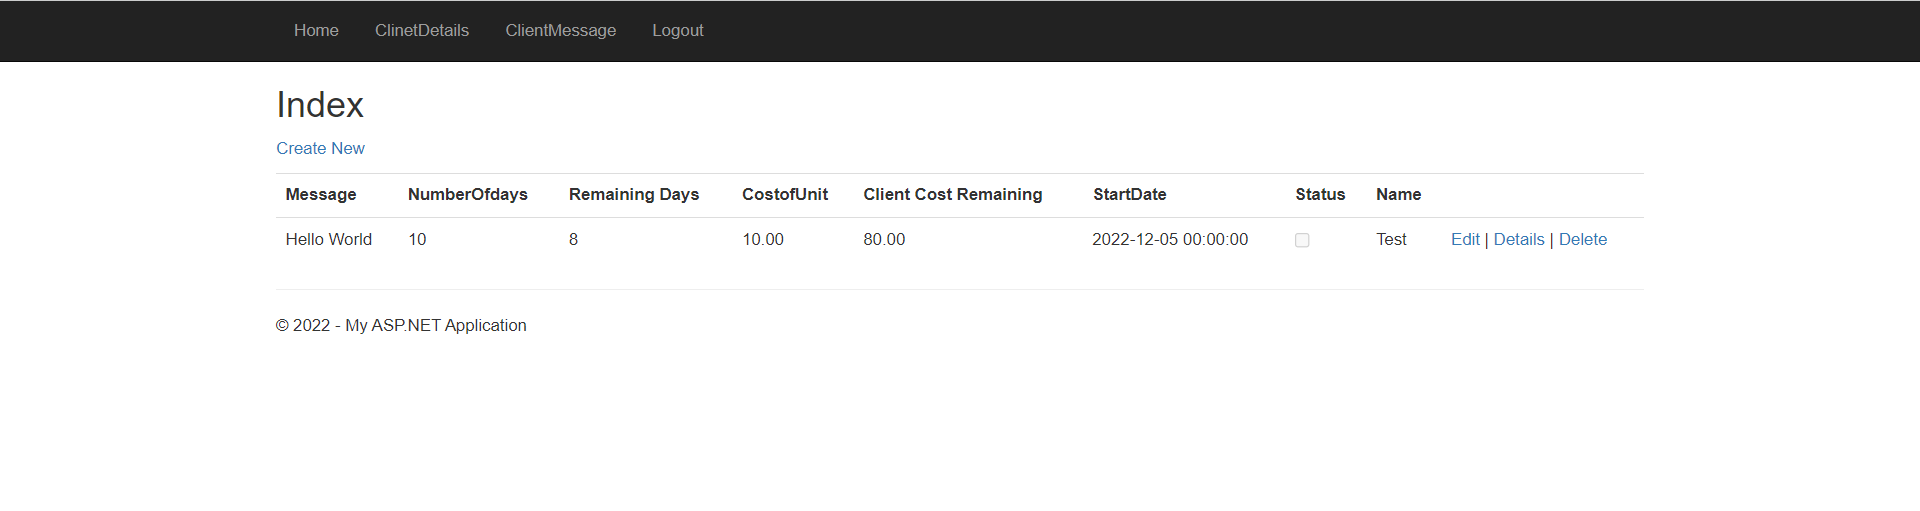 Home ClinetDetails ClientMessage Logout
Index
Create New
Message NumberOfdays Remaining Days CostofUnit Client Cost Remaining StartDate Status Name
Hello World 10 8 10.00 80.00 2022-12-05 00:00:00 Test Edit | Details | Delete
© 2022 - My ASP.NET Application